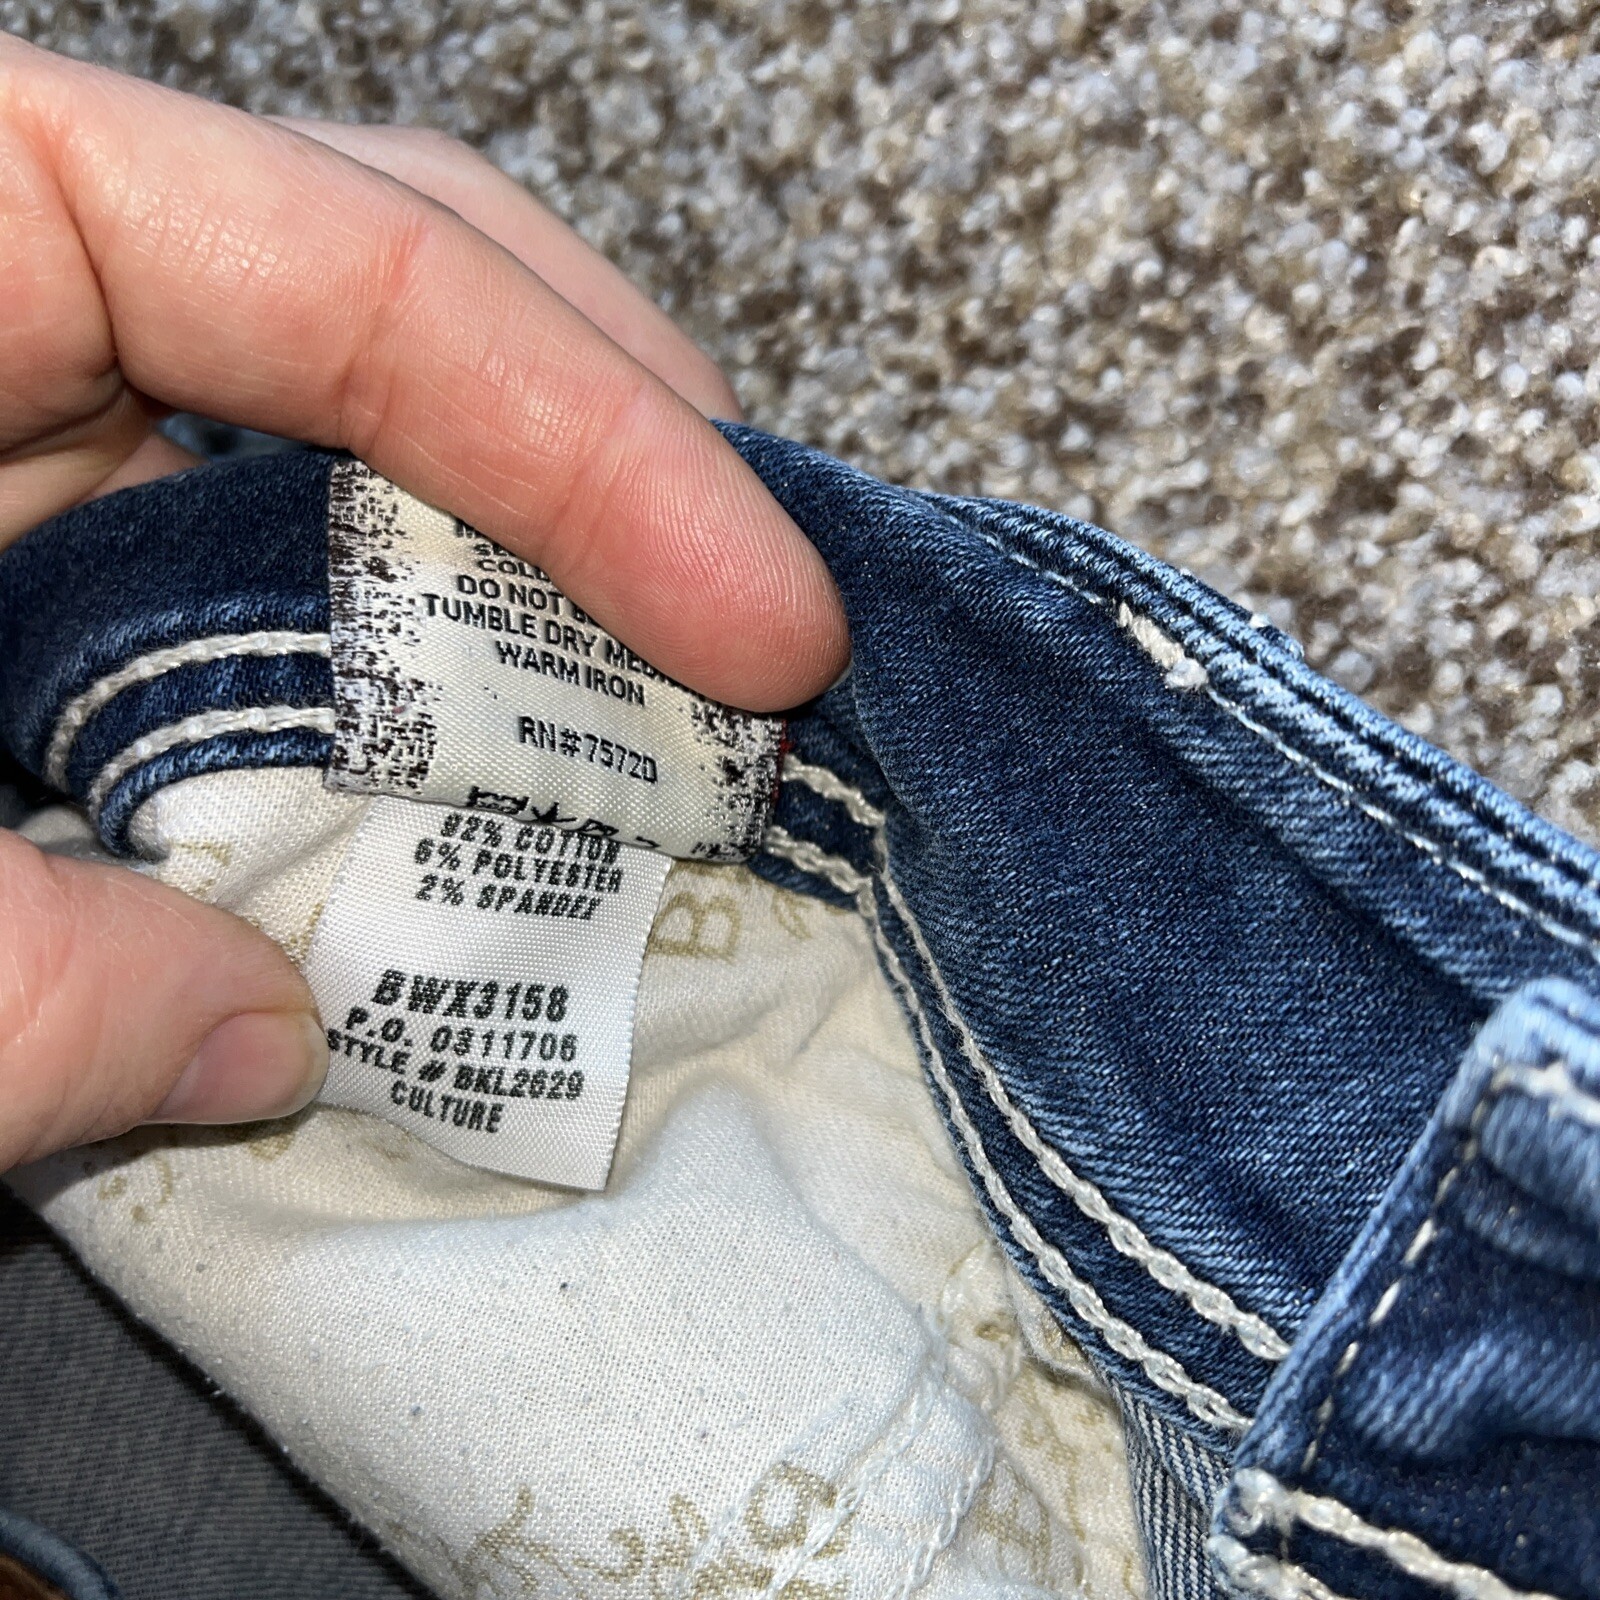 DO NOT
TUMBLE DRY
WARM IRON
RN#75720
92% COTTON
6% POLYESTER
2% SPANDEX
BWX3158
P.O. 0311706
STYLE # BKL2629
CULTURE
B